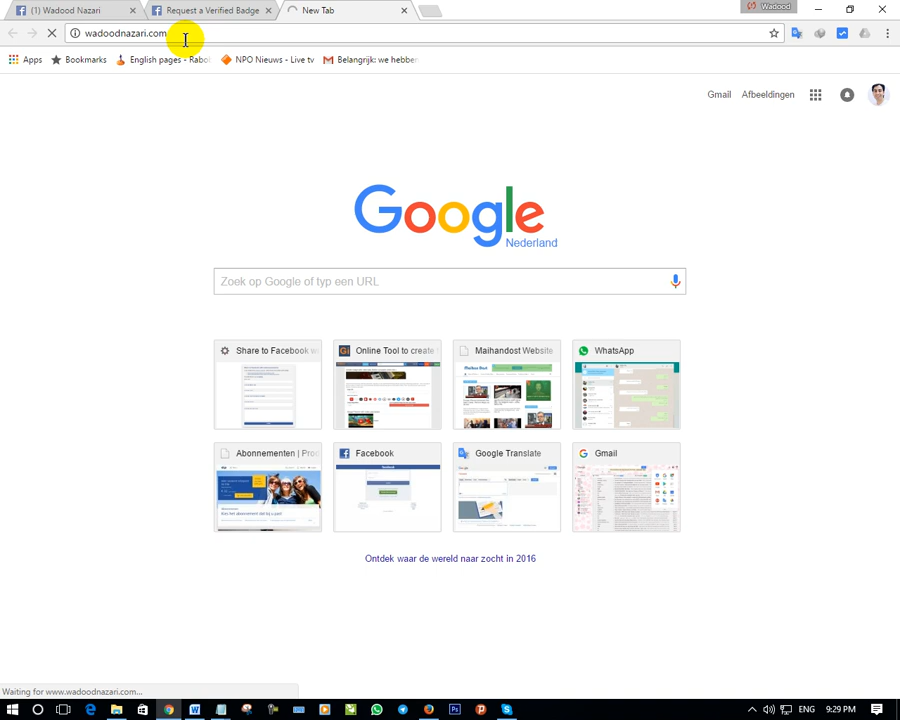 (1) Wadood Nazari
Request a Verified Badge
New Tab
Wadood
wadoodnazari.com
Apps
Bookmarks
English pages - Rabo
NPO Nieuws - Live tv
Belangrijk: we hebben
Gmail
Afbeeldingen
Google
Nederland
Zoek op Google of typ een URL
Share to Facebook w
Online Tool to create
Maihandost Website
WhatsApp
Abonnementen | Pro
Facebook
Google Translate
Gmail
Ontdek waar de wereld naar zocht in 2016
Waiting for www.wadoodnazari.com...
9:29 PM